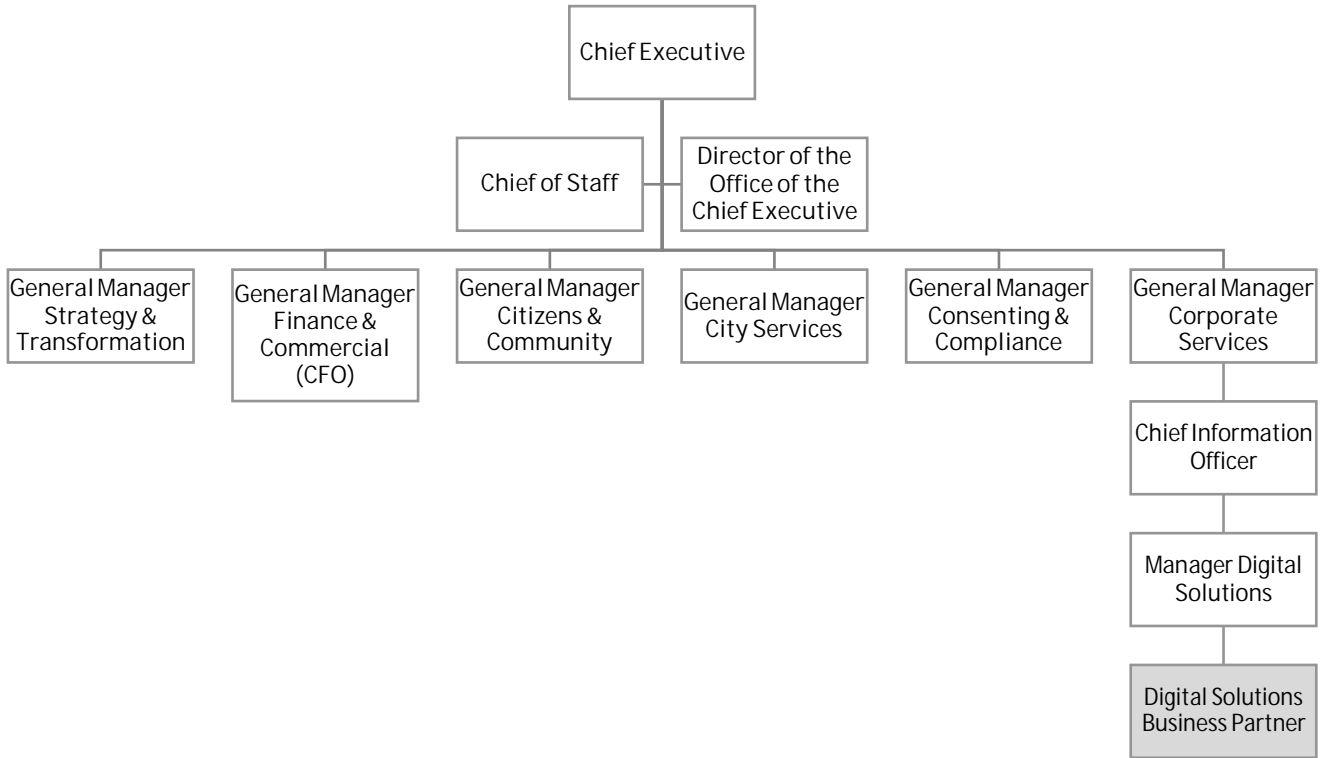 Chief Executive
Chief of Staff
Director of the
Office of the
Chief Executive
General Manager
Strategy &
Transformation
General Manager
Finance &
Commercial
(CFO)
General Manager
Citizens &
Community
General Manager
City Services
General Manager
Consenting &
Compliance
General Manager
Corporate
Services
Chief Information
Officer
Manager Digital
Solutions
Digital Solutions
Business Partner